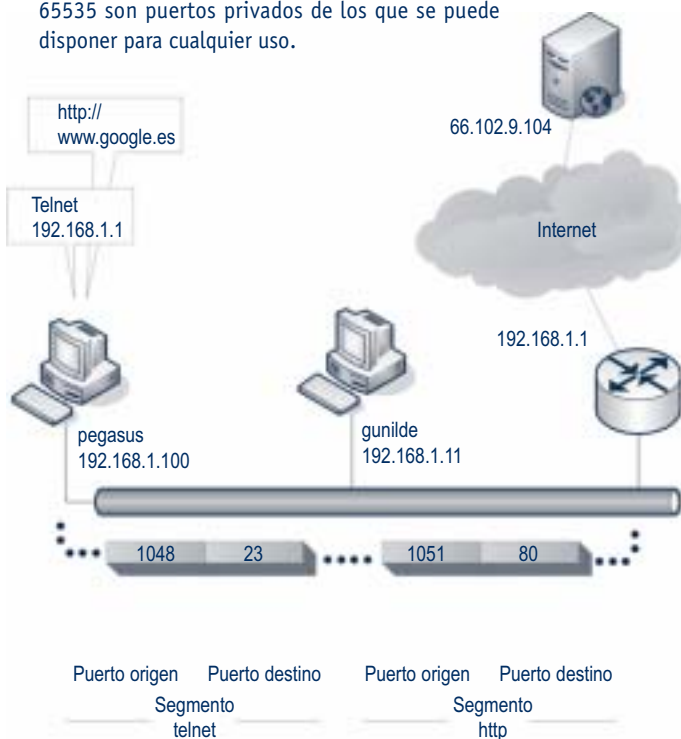 65535 son puertos privados de los que se puede
disponer para cualquier uso.
http://
www.google.es
66.102.9.104
Telnet
192.168.1.1
Internet
192.168.1.1
pegasus
192.168.1.100
gunilde
192.168.1.11
1048 23 1051 80
Puerto origen Puerto destino Puerto origen Puerto destino
Segmento Segmento
telnet http